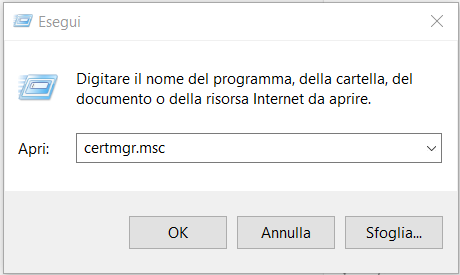 Esegui
Digitare il nome del programma, della cartella, del
documento o della risorsa Internet da aprire.
Apri: certmgr.msc
OK Annulla Sfoglia...